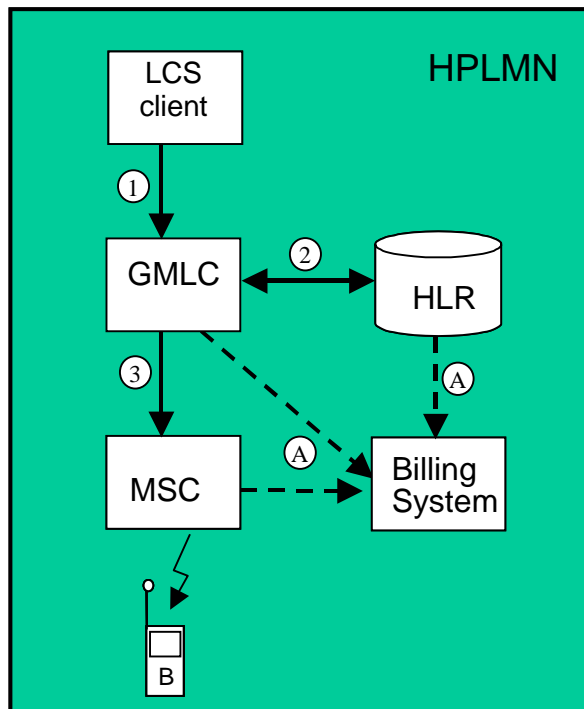 HPLMN
LCS
client
1
GMLC
2
HLR
3
A
A
MSC
Billing
System
B